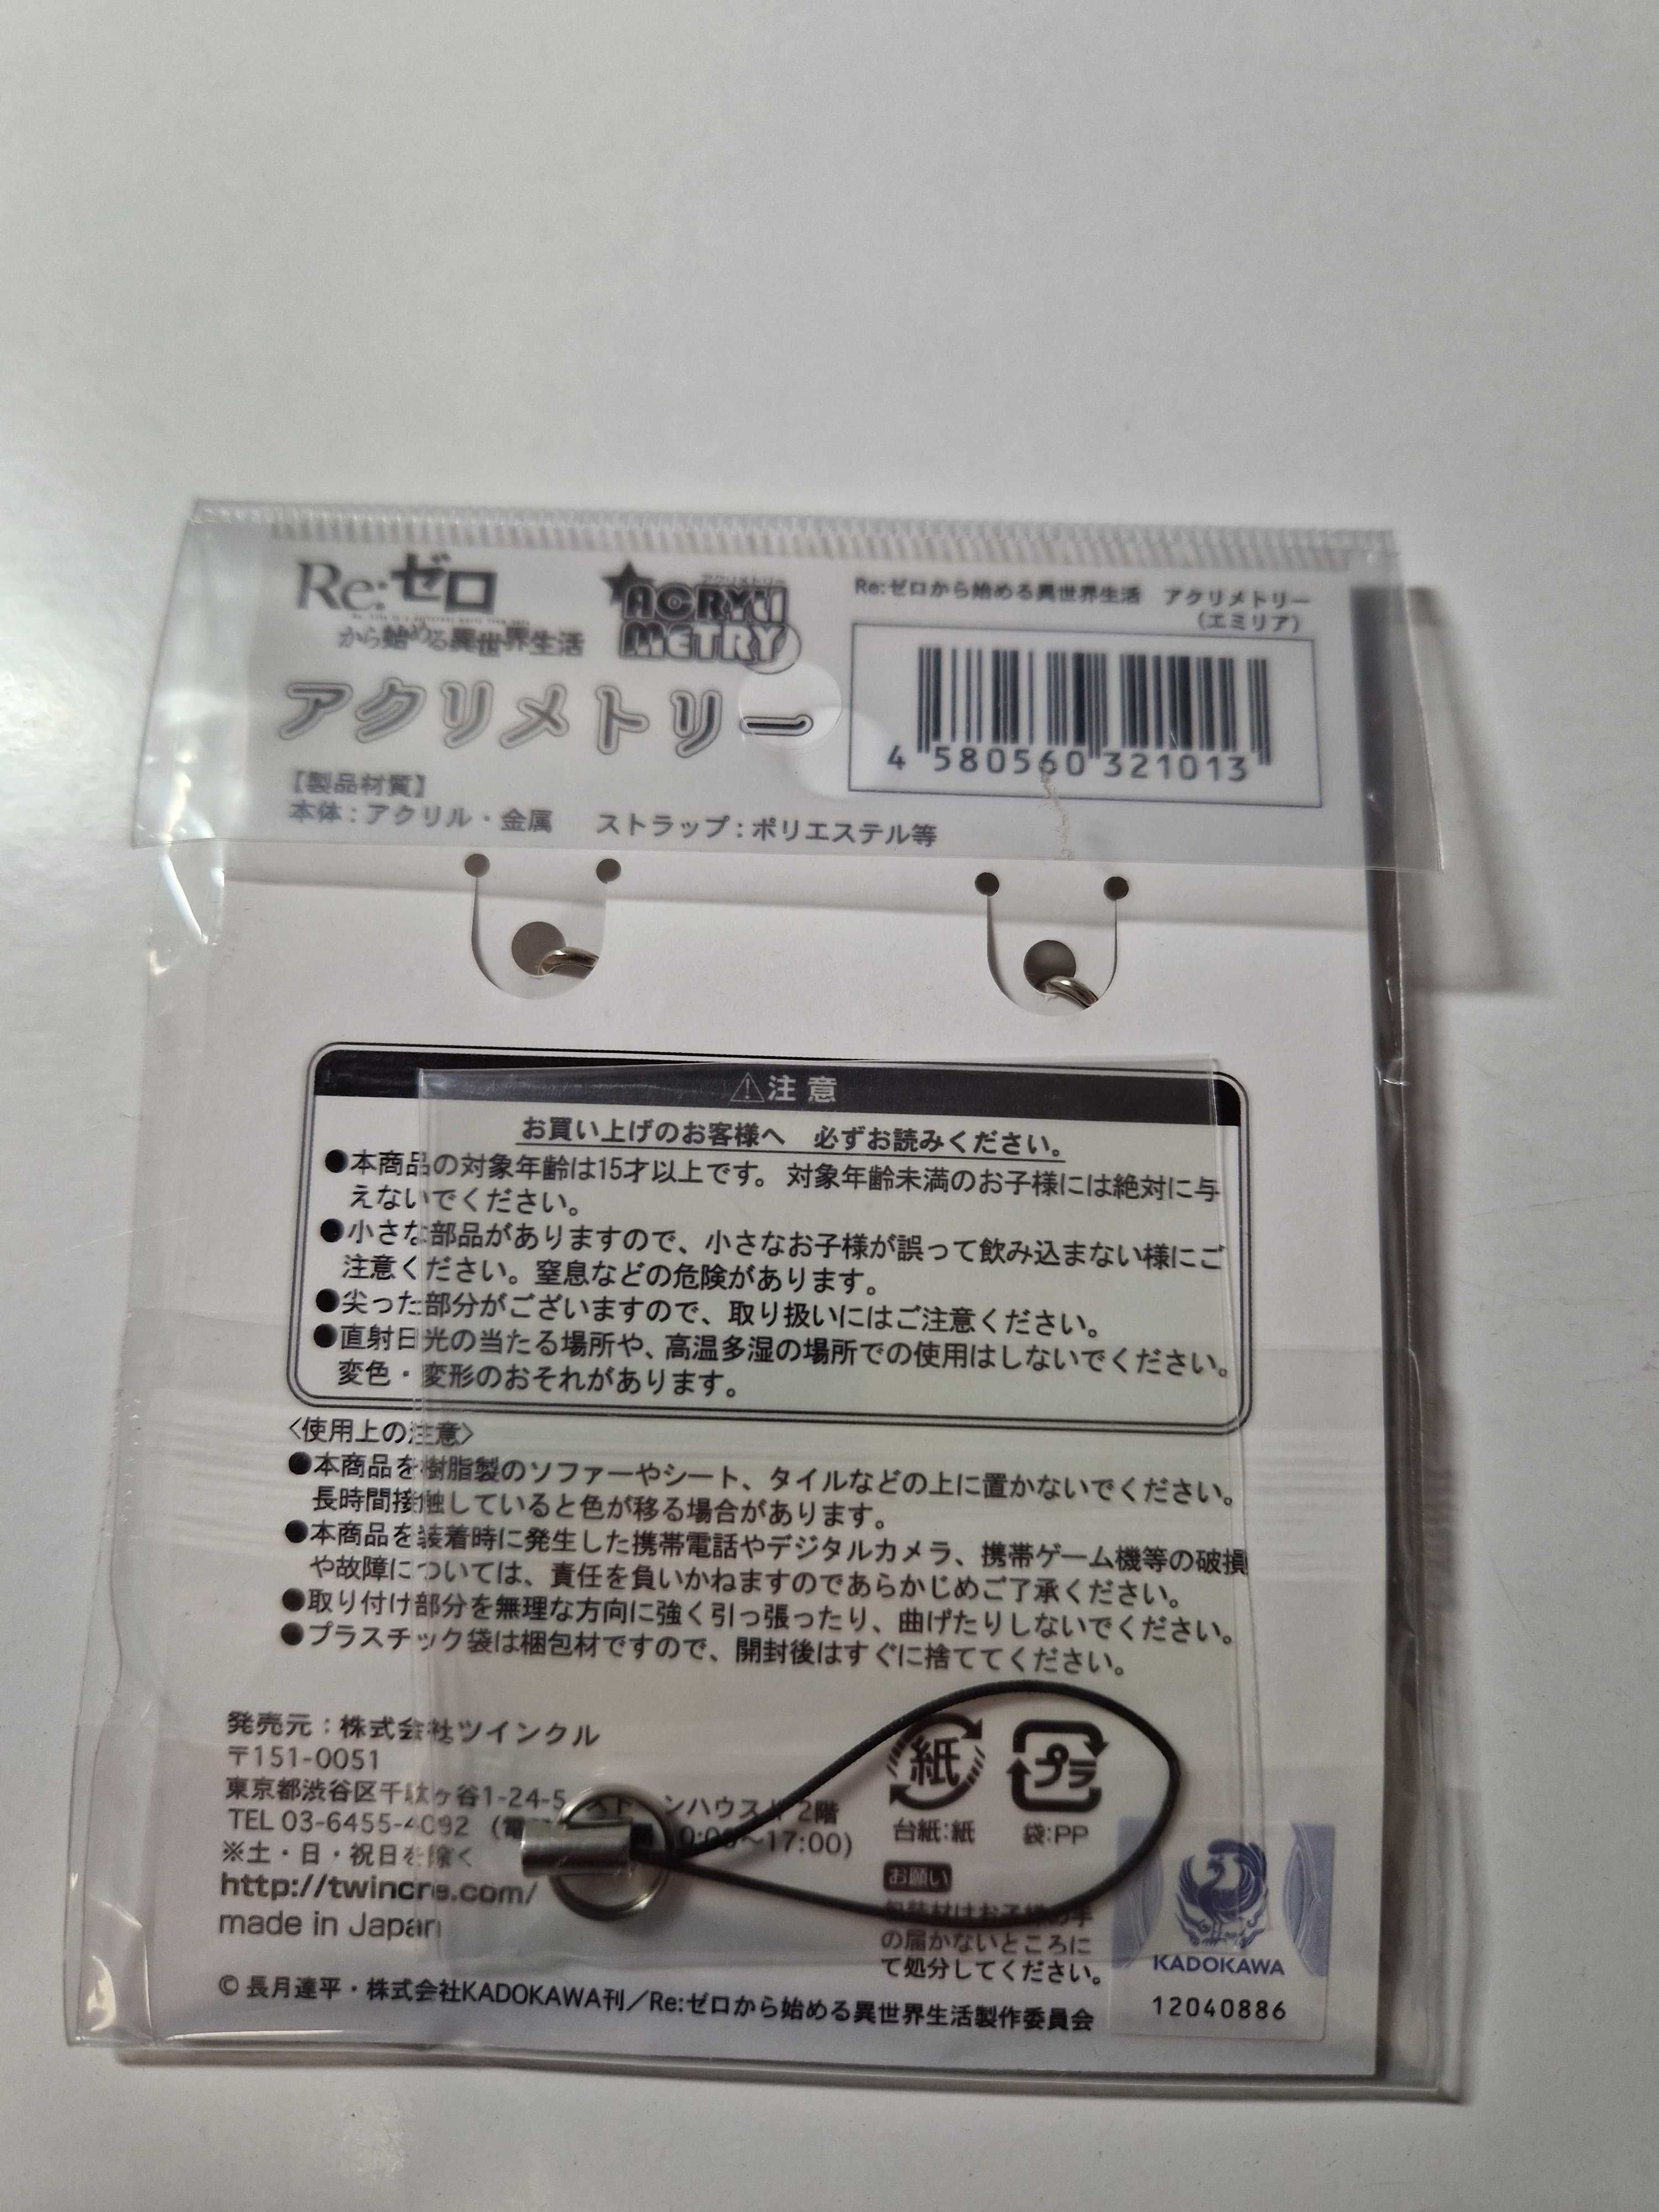 Re:ゼロ
から始める異世界生活
アクリメトリー
ACRYLI
METRY
アクリメトリー
Re:ゼロから始める異世界生活　アクリメトリー
（エミリア）
4 580560 321013
【製品材質】
本体：アクリル・金属　ストラップ：ポリエステル等
⚠注意
お買い上げのお客様へ　必ずお読みください。
●本商品の対象年齢は15才以上です。対象年齢未満のお子様には絶対に与
えないでください。
●小さな部品がありますので、小さなお子様が誤って飲み込まない様にご
注意ください。窒息などの危険があります。
●尖った部分がございますので、取り扱いにはご注意ください。
●直射日光の当たる場所や、高温多湿の場所での使用はしないでください。
変色・変形のおそれがあります。
〈使用上の注意〉
●本商品を樹脂製のソファーやシート、タイルなどの上に置かないでください。
長時間接触していると色が移る場合があります。
●本商品を装着時に発生した携帯電話やデジタルカメラ、携帯ゲーム機等の破損
や故障については、責任を負いかねますのであらかじめご了承ください。
●取り付け部分を無理な方向に強く引っ張ったり、曲げたりしないでください。
●プラスチック袋は梱包材ですので、開封後はすぐに捨ててください。
発売元：株式会社ツインクル
〒151-0051
東京都渋谷区千駄ヶ谷1-24-5 ンハウス 2階
TEL 03-6455-4092 （電 0:00～17:00)
※土・日・祝日を除く
http://twincre.com/
made in Japan
紙
台紙:紙
プラ
袋:PP
お願い
包装材はお子様の手
の届かないところに
て処分してください。
© 長月達平・株式会社KADOKAWA刊／Re:ゼロから始める異世界生活製作委員会
KADOKAWA
12040886